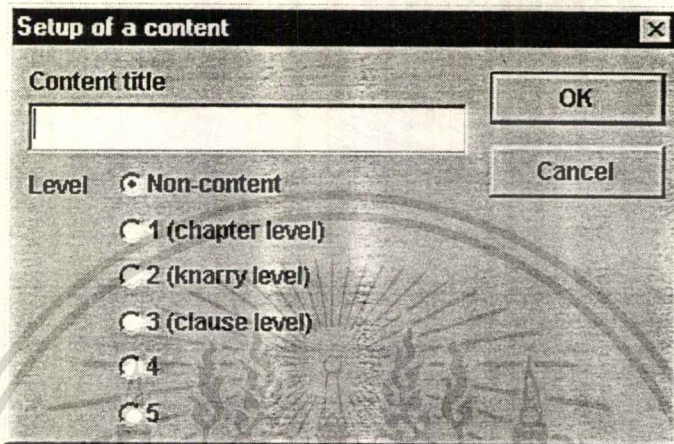 Setup of a content
Content title
OK
Cancel
Level
Non-content
1 (chapter level)
2 (knarry level)
3 (clause level)
4
5